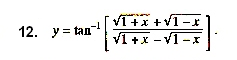 12. y = tan⁻¹ [ (√1 + x + √1 − x) / (√1 + x − √1 − x) ] .